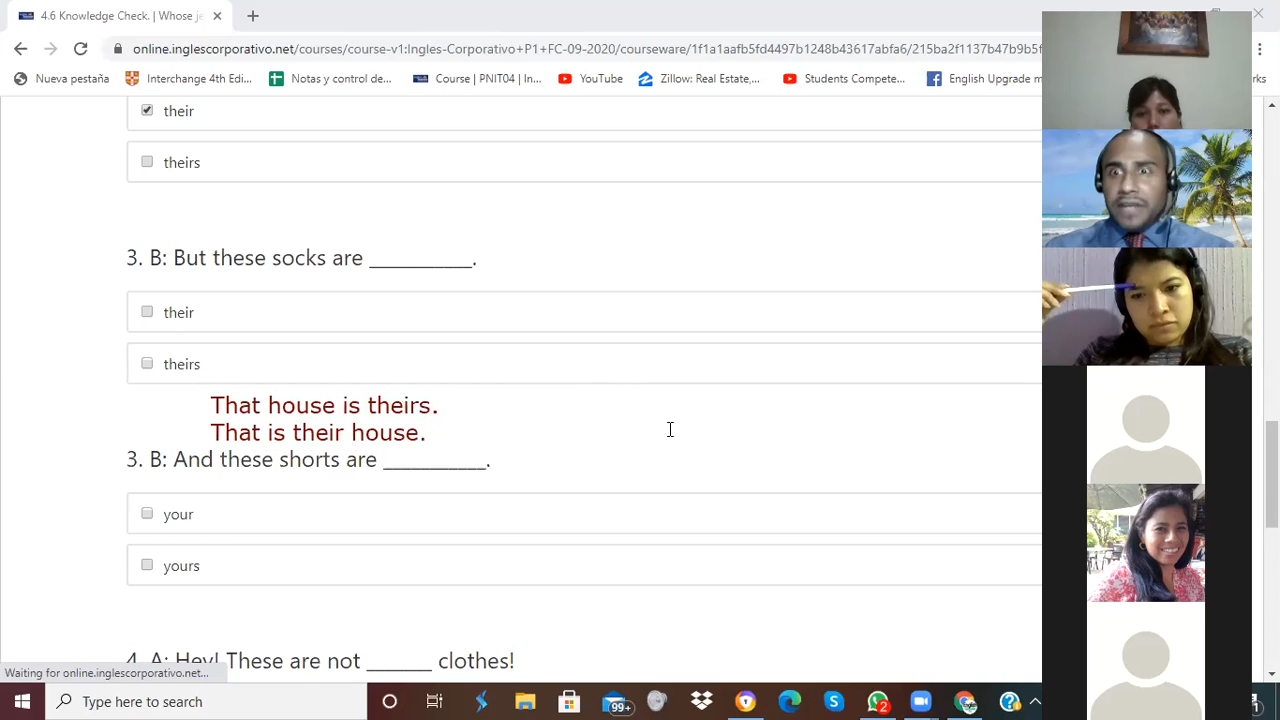 4.6 Knowledge Check. | Whose je
online.inglescorporativo.net/courses/course-v1:Ingles-Corporativo+P1+FC-09-2020/courseware/1f1a1aafb5fd4497b1248b43617abfa6/215ba2f1137b47b9b5f
Nueva pestaña
Interchange 4th Edi...
Notas y control de...
Course | PNIT04 | In...
YouTube
Zillow: Real Estate,...
Students Compete...
English Upgrade m
their
theirs
3. B: But these socks are _________.
their
theirs
That house is theirs.
That is their house.
3. B: And these shorts are _________.
your
yours
4. A: Hey! These are not ______ clothes!
Waiting for online.inglescorporativo.net...
Type here to search
99+
2